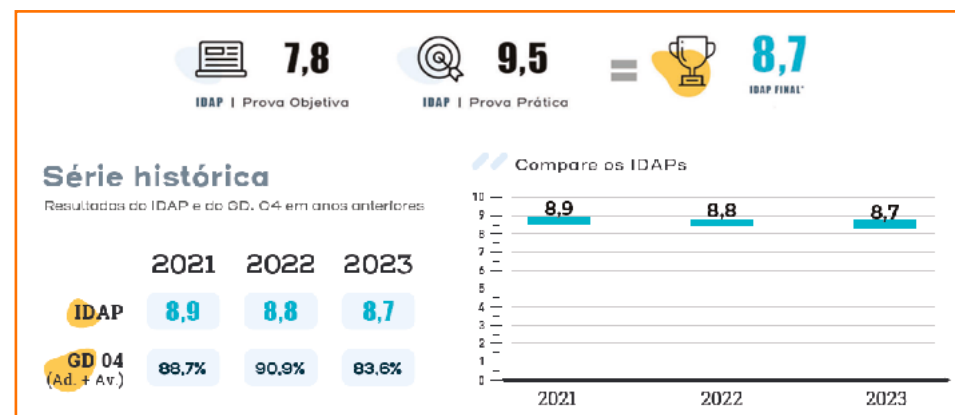 7,8
IDAP | Prova Objetiva
9,5
IDAP | Prova Prática
=
8,7
IDAP FINAL*
Série histórica
Resultados do IDAP e do GD. 04 em anos anteriores
2021 2022 2023
IDAP 8,9 8,8 8,7
GD 04 88,7% 90,9% 83,6%
(Ad. + Av.)
Compare os IDAPs
10
9
8
7
6
5
4
3
2
1
0
8,9 8,8 8,7
2021 2022 2023